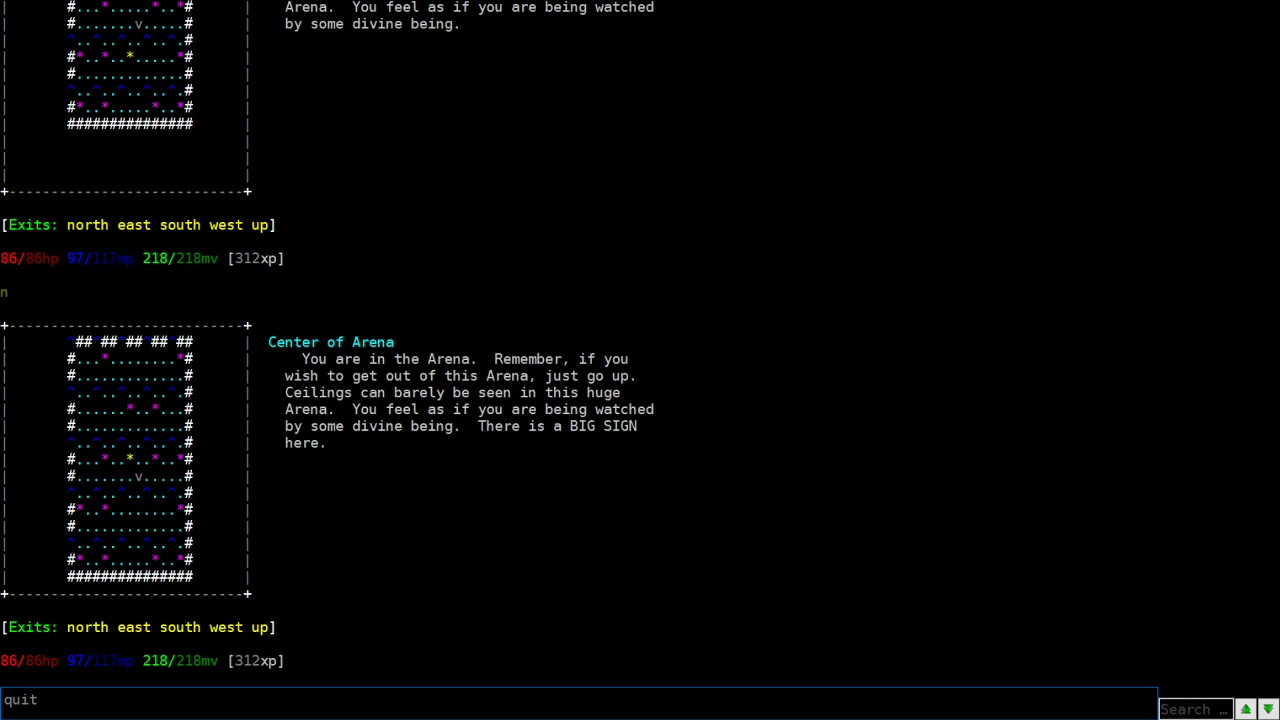 Arena.  You feel as if you are being watched
by some divine being.
#...*.....*..*#
#.......v.....#
^..^..^..^..^.#
#*..*..*.....*#
#.............#
^..^..^..^..^.#
#*..*.....*..*#
###############
+----------------------------+
[Exits: north east south west up]
86/86hp 97/117mp 218/218mv [312xp]
n
+----------------------------+
^##^##^##^##^##
Center of Arena
#...*........*#
You are in the Arena.  Remember, if you
#.............#
wish to get out of this Arena, just go up.
^..^..^..^..^.#
Ceilings can barely be seen in this huge
#......*..*...#
Arena.  You feel as if you are being watched
#.............#
by some divine being.  There is a BIG SIGN
^..^..^..^..^.#
here.
#...*..*..*..*#
#.......v.....#
^..^..^..^..^.#
#*..*........*#
#.............#
^..^..^..^..^.#
#*..*.....*..*#
###############
+----------------------------+
[Exits: north east south west up]
86/86hp 97/117mp 218/218mv [312xp]
quit
Search ...